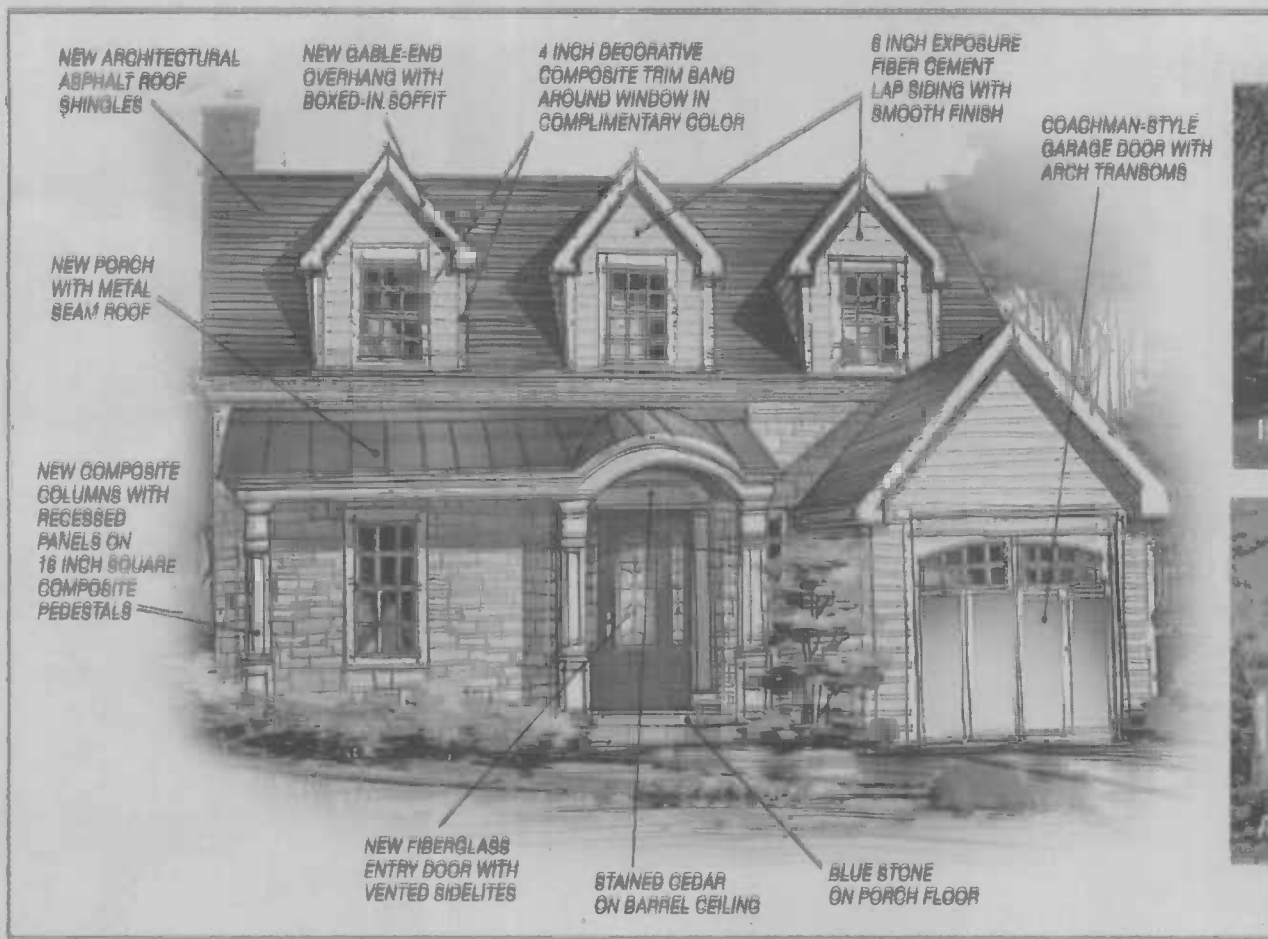 NEW ARCHITECTURAL
ASPHALT ROOF
SHINGLES
NEW GABLE-END
OVERHANG WITH
BOXED-IN SOFFIT
4 INCH DECORATIVE
COMPOSITE TRIM BAND
AROUND WINDOW IN
COMPLIMENTARY COLOR
8 INCH EXPOSURE
FIBER CEMENT
LAP SIDING WITH
SMOOTH FINISH
COACHMAN-STYLE
GARAGE DOOR WITH
ARCH TRANSOMS
NEW PORCH
WITH METAL
SEAM ROOF
NEW COMPOSITE
COLUMNS WITH
RECESSED
PANELS ON
16 INCH SQUARE
COMPOSITE
PEDESTALS
NEW FIBERGLASS
ENTRY DOOR WITH
VENTED SIDELITES
STAINED CEDAR
ON BARREL CEILING
BLUE STONE
ON PORCH FLOOR